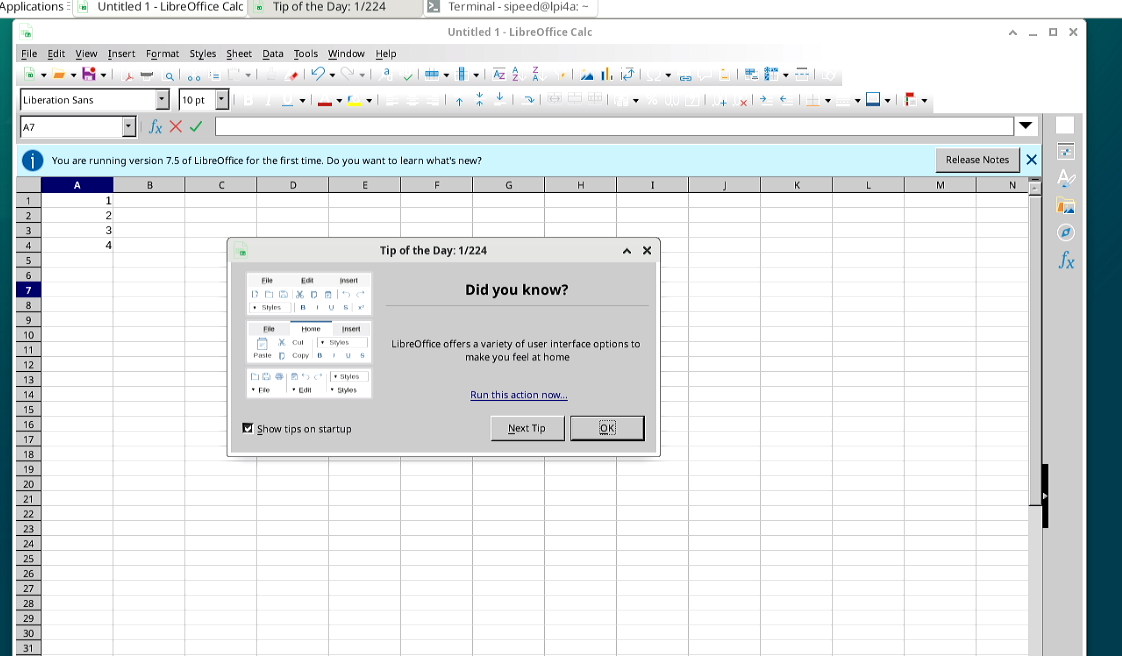 Applications
Untitled 1 - LibreOffice Calc
Tip of the Day: 1/224
Terminal - sipeed@lpi4a: ~
Untitled 1 - LibreOffice Calc
File Edit View Insert Format Styles Sheet Data Tools Window Help
Liberation Sans 10 pt
A7
You are running version 7.5 of LibreOffice for the first time. Do you want to learn what's new?
Release Notes
A B C D E F G H I J K L M N
1 1
2 2
3 3
4 4
5
6
7
8
9
10
11
12
13
14
15
16
17
18
19
20
21
22
23
24
25
26
27
28
29
30
31
Tip of the Day: 1/224
File Edit Insert
Styles B I U S
File Home Insert
Cut Styles
Paste Copy B I U S
Styles
File Edit Styles
Did you know?
LibreOffice offers a variety of user interface options to
make you feel at home
Run this action now...
Show tips on startup
Next Tip
OK